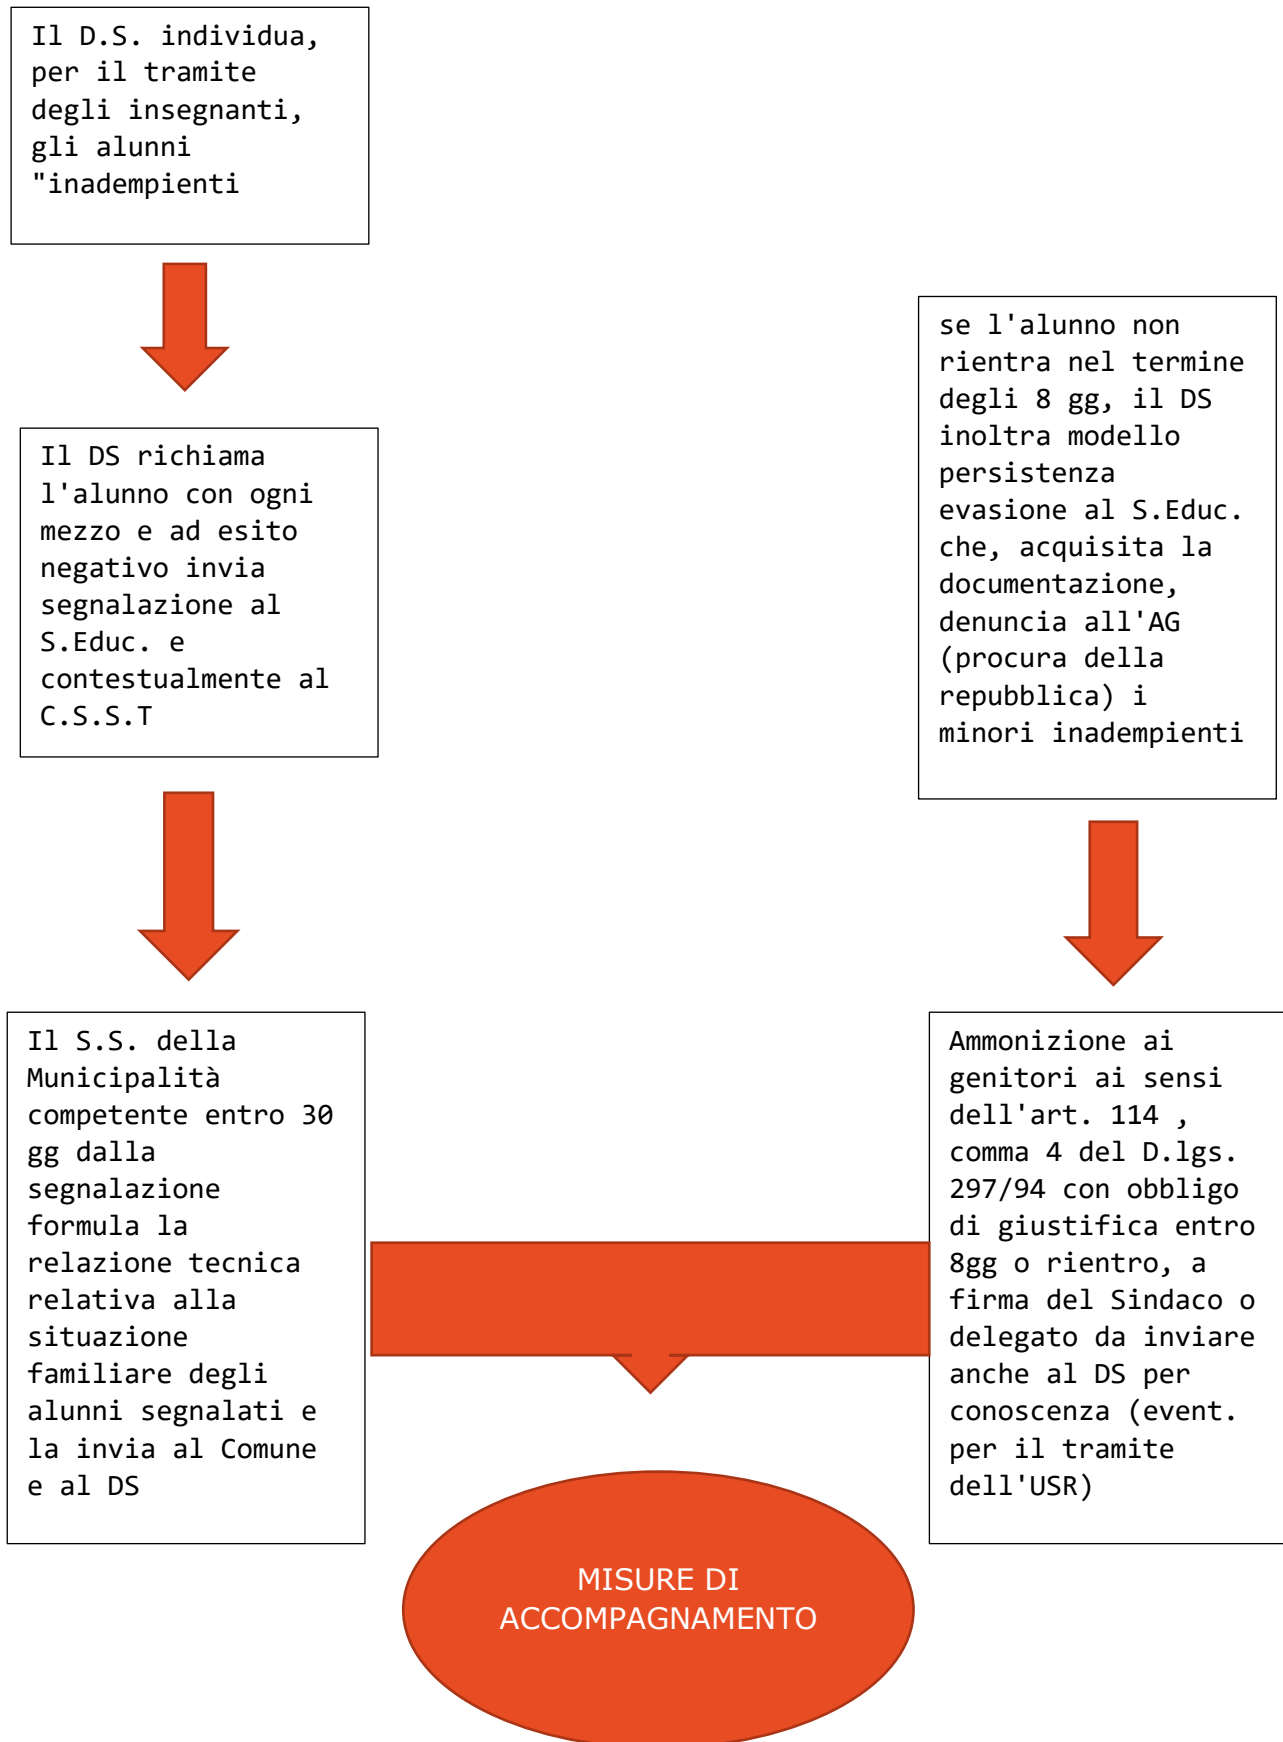 Il D.S. individua,
per il tramite
degli insegnanti,
gli alunni
"inadempienti
Il DS richiama
l'alunno con ogni
mezzo e ad esito
negativo invia
segnalazione al
S.Educ. e
contestualmente al
C.S.S.T
Il S.S. della
Municipalità
competente entro 30
gg dalla
segnalazione
formula la
relazione tecnica
relativa alla
situazione
familiare degli
alunni segnalati e
la invia al Comune
e al DS
se l'alunno non
rientra nel termine
degli 8 gg, il DS
inoltra modello
persistenza
evasione al S.Educ.
che, acquisita la
documentazione,
denuncia all'AG
(procura della
repubblica) i
minori inadempienti
Ammonizione ai
genitori ai sensi
dell'art. 114 ,
comma 4 del D.lgs.
297/94 con obbligo
di giustifica entro
8gg o rientro, a
firma del Sindaco o
delegato da inviare
anche al DS per
conoscenza (event.
per il tramite
dell'USR)
MISURE DI
ACCOMPAGNAMENTO